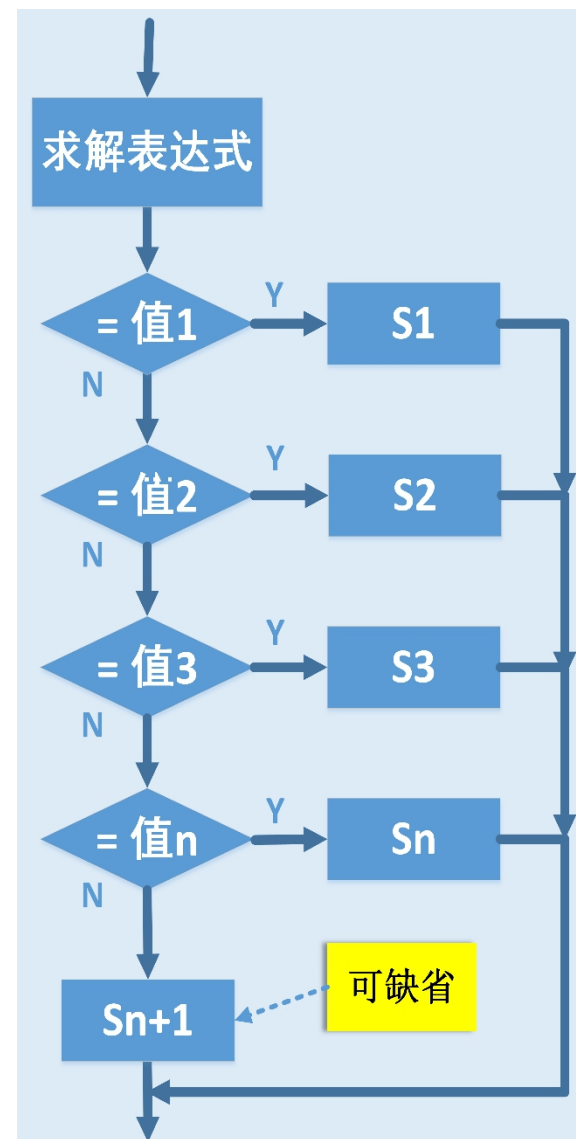 求解表达式
= 值1
Y
S1
N
= 值2
Y
S2
N
= 值3
Y
S3
N
= 值n
Y
Sn
N
可缺省
Sn+1